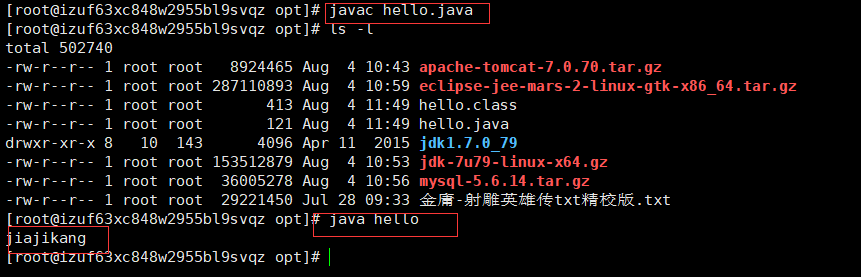 [root@izuf63xc848w2955bl9svqz opt]# javac hello.java
[root@izuf63xc848w2955bl9svqz opt]# ls -l
total 502740
-rw-r--r-- 1 root root   8924465 Aug  4 10:43 apache-tomcat-7.0.70.tar.gz
-rw-r--r-- 1 root root 287110893 Aug  4 10:59 eclipse-jee-mars-2-linux-gtk-x86_64.tar.gz
-rw-r--r-- 1 root root       413 Aug  4 11:49 hello.class
-rw-r--r-- 1 root root       121 Aug  4 11:49 hello.java
drwxr-xr-x 8   10  143      4096 Apr 11  2015 jdk1.7.0_79
-rw-r--r-- 1 root root 153512879 Aug  4 10:53 jdk-7u79-linux-x64.gz
-rw-r--r-- 1 root root  36005278 Aug  4 10:56 mysql-5.6.14.tar.gz
-rw-r--r-- 1 root root  29221450 Jul 28 09:33 金庸-射雕英雄传txt精校版.txt
[root@izuf63xc848w2955bl9svqz opt]# java hello
jiajikang
[root@izuf63xc848w2955bl9svqz opt]#